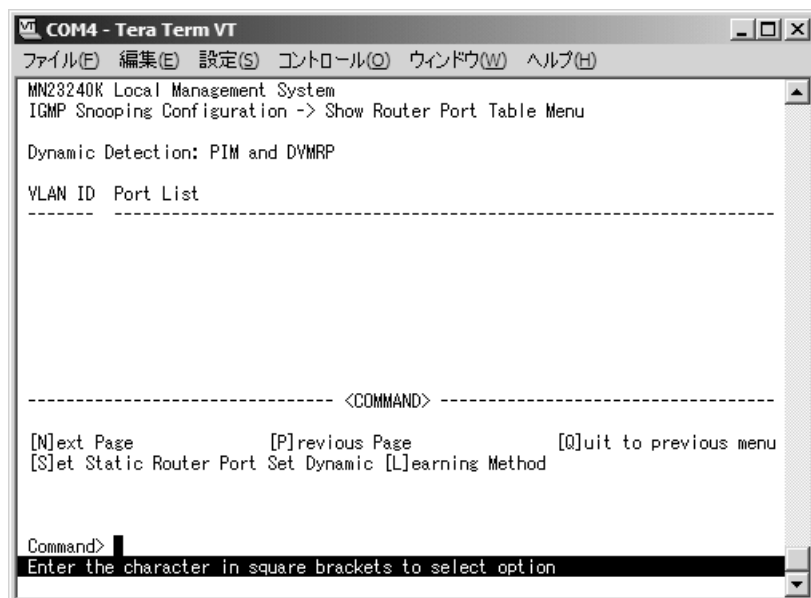 COM4 - Tera Term VT
ファイル(F) 編集(E) 設定(S) コントロール(O) ウィンドウ(W) ヘルプ(H)
MN23240K Local Management System
IGMP Snooping Configuration -> Show Router Port Table Menu
Dynamic Detection: PIM and DVMRP
VLAN ID Port List
------- --------------------------------------------------------------------
-------------------------------- <COMMAND> -----------------------------------
[N]ext Page [P]revious Page [Q]uit to previous menu
[S]et Static Router Port Set Dynamic [L]earning Method
Command>
Enter the character in square brackets to select option